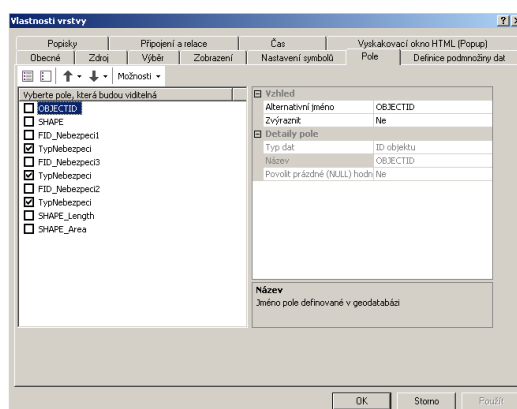 Vlastnosti vrstvy
Popisky Připojení a relace Čas Vyskakovací okno HTML (Popup)
Obecné Zdroj Výběr Zobrazení Nastavení symbolů Pole Definice podmnožiny dat
Možnosti
Vyberte pole, která budou viditelná
OBJECTID
SHAPE
FID_Nebezpeci1
TypNebezpeci
FID_Nebezpeci3
TypNebezpeci
FID_Nebezpeci2
TypNebezpeci
SHAPE_Length
SHAPE_Area
Vzhled
Alternativní jméno OBJECTID
Zvýraznit Ne
Detaily pole
Typ dat ID objektu
Název OBJECTID
Povolit prázdné (NULL) hodn Ne
Název
Jméno pole definované v geodatabázi
OK Storno Použít